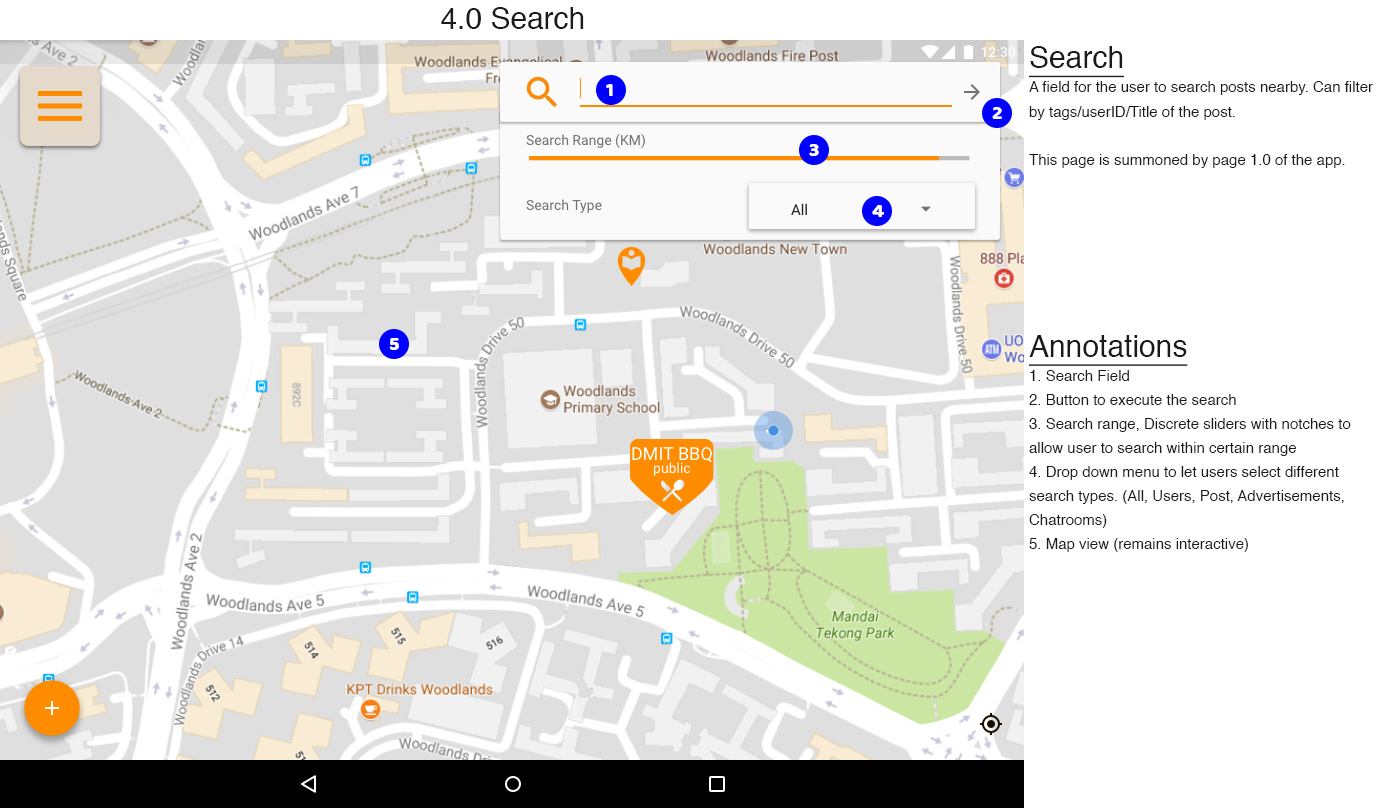 4.0 Search
Ave 2
Woodlands
Woodlands Evangelical
Fre
Woodlands Fire Post
12:30
1
2
Search Range (KM)
3
Search Type
All
4
Woodlands Ave 7
Woodlands New Town
lands Square
888 Pla
Woodlands Drive 50
Woodlands Drive 50
Woodlands Drive 50
5
ATM
UO
Wo
892C
Woodlands Ave 2
Woodlands
Primary School
DMIT BBQ
public
Woodlands Ave 2
Woodlands Ave 5
Woodlands Ave 5
Mandai
Tekong Park
Woodlands Drive 14
514
515
516
512
KPT Drinks Woodlands
Woodlands Dri
51
Search
A field for the user to search posts nearby. Can filter
by tags/userID/Title of the post.
This page is summoned by page 1.0 of the app.
Annotations
1. Search Field
2. Button to execute the search
3. Search range, Discrete sliders with notches to
allow user to search within certain range
4. Drop down menu to let users select different
search types. (All, Users, Post, Advertisements,
Chatrooms)
5. Map view (remains interactive)